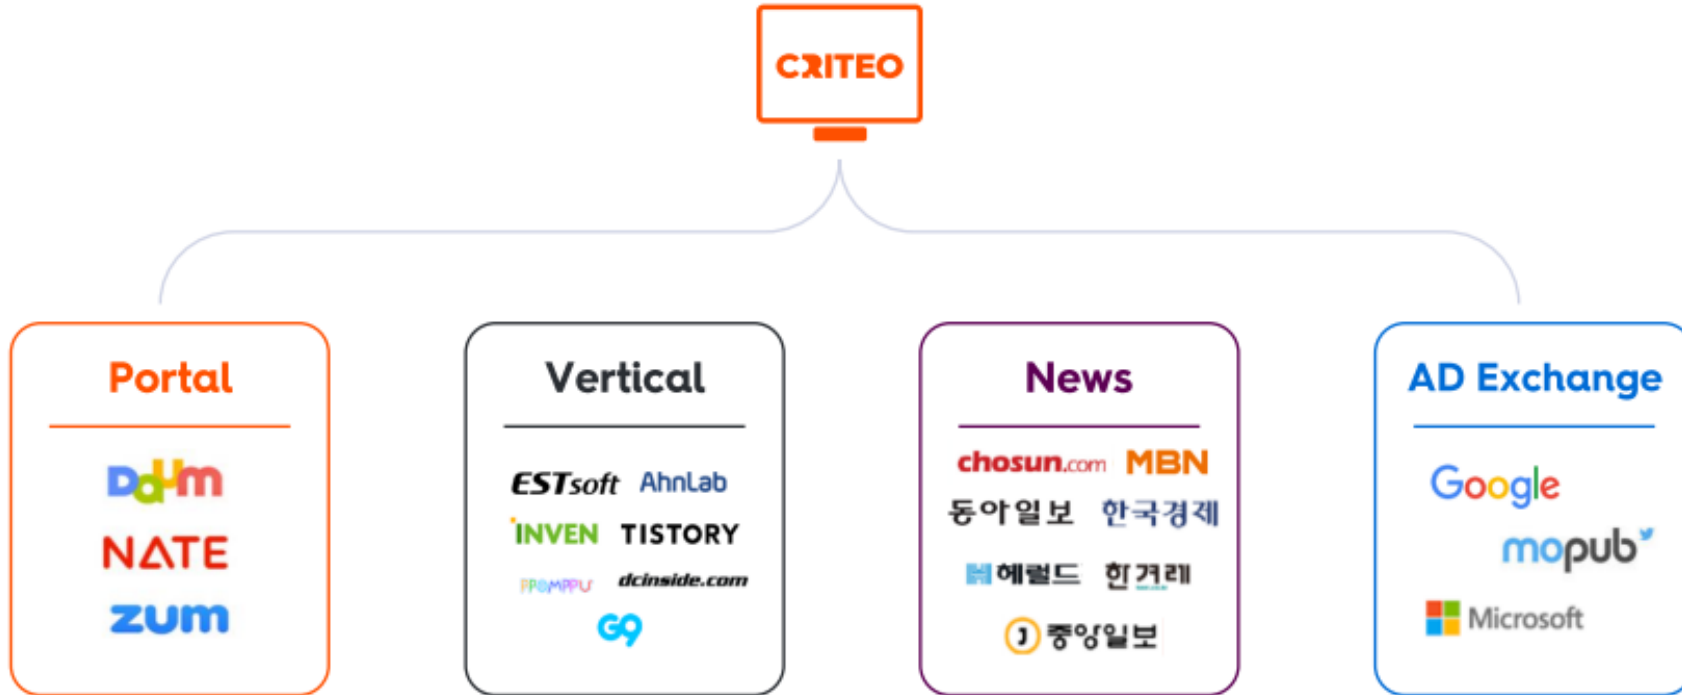 CRITEO
Portal
Daum
NATE
zum
Vertical
ESTsoft AhnLab
INVEN TISTORY
PPOMPPU dcinside.com
G9
News
chosun.com MBN
동아일보 한국경제
헤럴드 한겨레
J 중앙일보
AD Exchange
Google
mopub
Microsoft